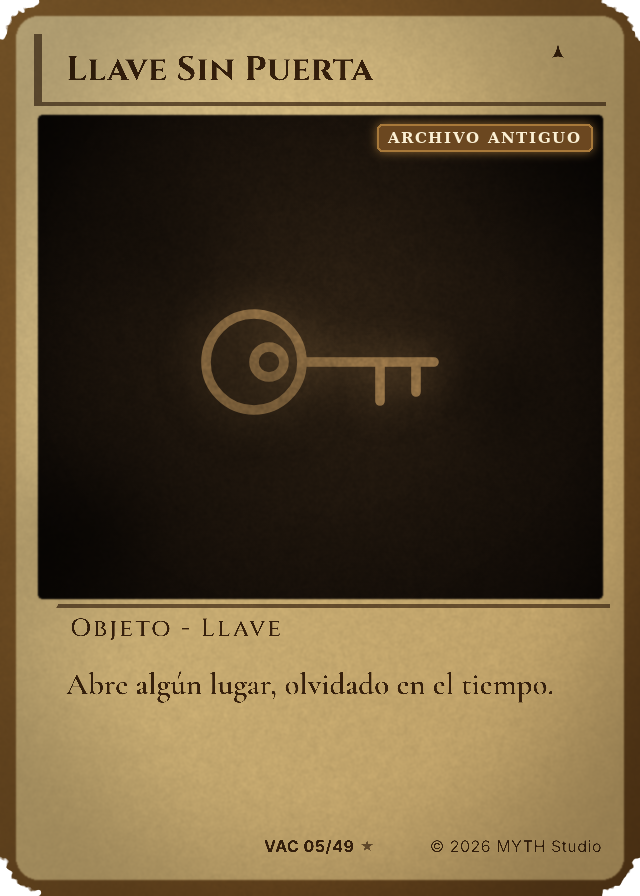 Llave Sin Puerta
ARCHIVO ANTIGUO
Objeto - Llave
Abre algún lugar, olvidado en el tiempo.
VAC 05/49 ★ © 2026 MYTH Studio